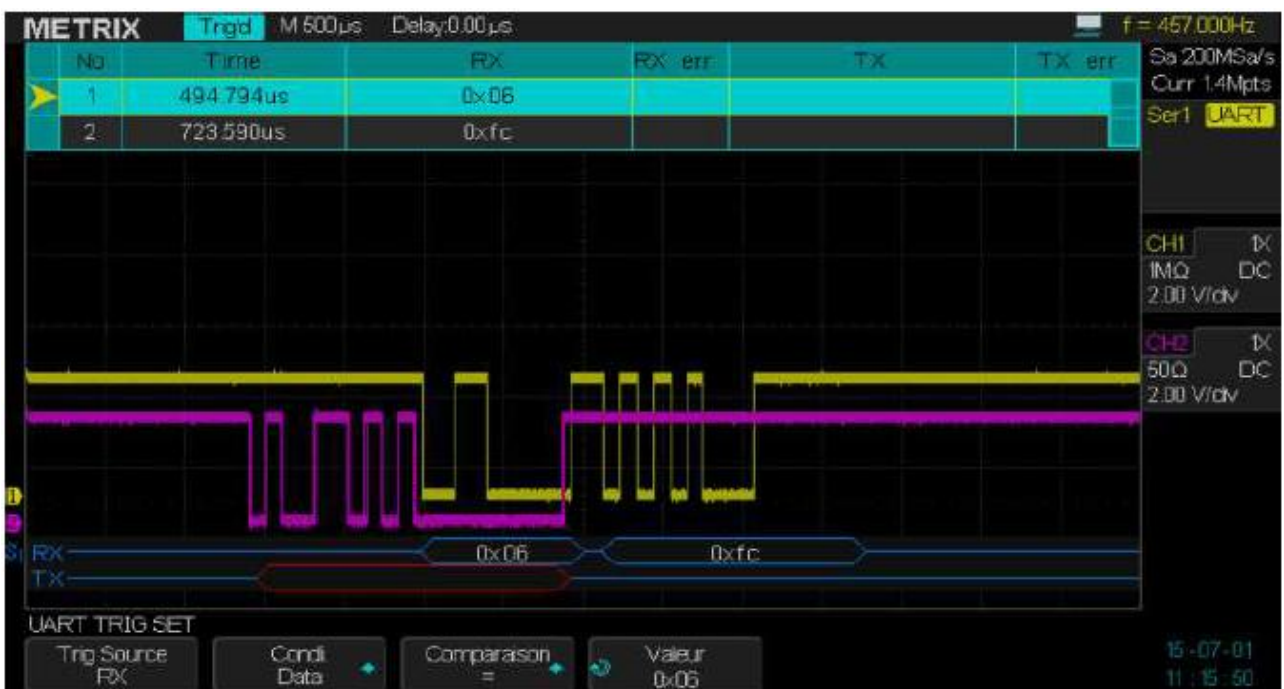 METRIX Trig'd M 500µs Delay:0.00µs f = 457.000Hz
No Time RX RX err TX TX err
1 494.794us 0x06
2 723.590us 0xfc
Sa 200MSa/s
Curr 1.4Mpts
Ser1 UART
CH1 1X
1MΩ DC
2.00 V/div
CH2 1X
50Ω DC
2.00 V/div
1
2
S1 RX 0x06 0xfc
TX
UART TRIG SET
Trig Source
RX
Condi
Data
Comparaison
=
Valeur
0x06
15-07-01
11:15:50